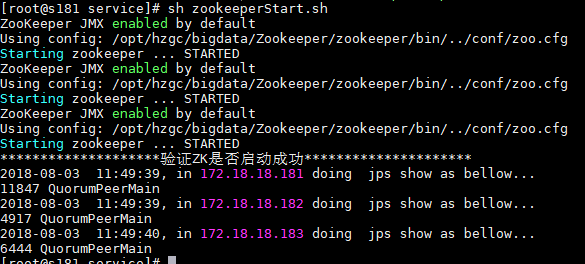 [root@s181 service]# sh zookeeperStart.sh
ZooKeeper JMX enabled by default
Using config: /opt/hzgc/bigdata/Zookeeper/zookeeper/bin/../conf/zoo.cfg
Starting zookeeper ... STARTED
ZooKeeper JMX enabled by default
Using config: /opt/hzgc/bigdata/Zookeeper/zookeeper/bin/../conf/zoo.cfg
Starting zookeeper ... STARTED
ZooKeeper JMX enabled by default
Using config: /opt/hzgc/bigdata/Zookeeper/zookeeper/bin/../conf/zoo.cfg
Starting zookeeper ... STARTED
********************验证ZK是否启动成功*********************
2018-08-03  11:49:39, in 172.18.18.181 doing  jps show as bellow...
11847 QuorumPeerMain
2018-08-03  11:49:39, in 172.18.18.182 doing  jps show as bellow...
4917 QuorumPeerMain
2018-08-03  11:49:40, in 172.18.18.183 doing  jps show as bellow...
6444 QuorumPeerMain
[root@s181 service]#